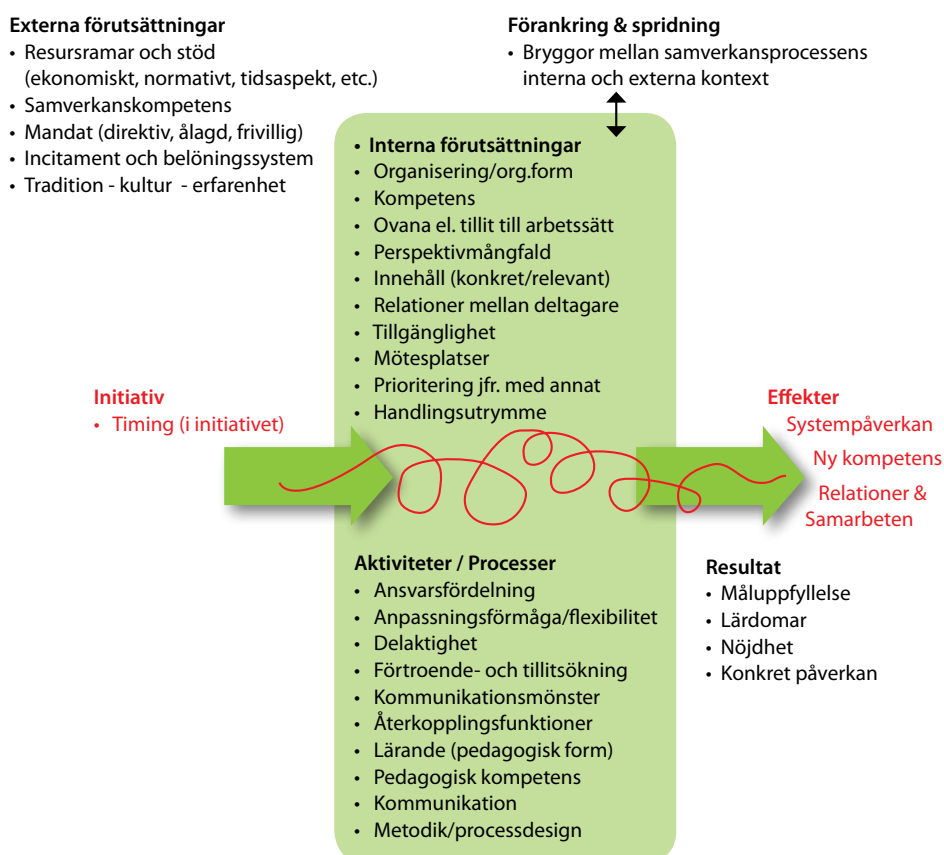 Externa förutsättningar
• Resursramar och stöd
(ekonomiskt, normativt, tidsaspekt, etc.)
• Samverkanskompetens
• Mandat (direktiv, ålagd, frivillig)
• Incitament och belöningssystem
• Tradition - kultur - erfarenhet
Förankring & spridning
• Bryggor mellan samverkansprocessens
interna och externa kontext
• Interna förutsättningar
• Organisering/org.form
• Kompetens
• Ovana el. tillit till arbetssätt
• Perspektivmångfald
• Innehåll (konkret/relevant)
• Relationer mellan deltagare
• Tillgänglighet
• Mötesplatser
• Prioritering jfr. med annat
• Handlingsutrymme
Initiativ
• Timing (i initiativet)
Effekter
Systempåverkan
Ny kompetens
Relationer &
Samarbeten
Aktiviteter / Processer
• Ansvarsfördelning
• Anpassningsförmåga/flexibilitet
• Delaktighet
• Förtroende- och tillitsökning
• Kommunikationsmönster
• Återkopplingsfunktioner
• Lärande (pedagogisk form)
• Pedagogisk kompetens
• Kommunikation
• Metodik/processdesign
Resultat
• Måluppfyllelse
• Lärdomar
• Nöjdhet
• Konkret påverkan